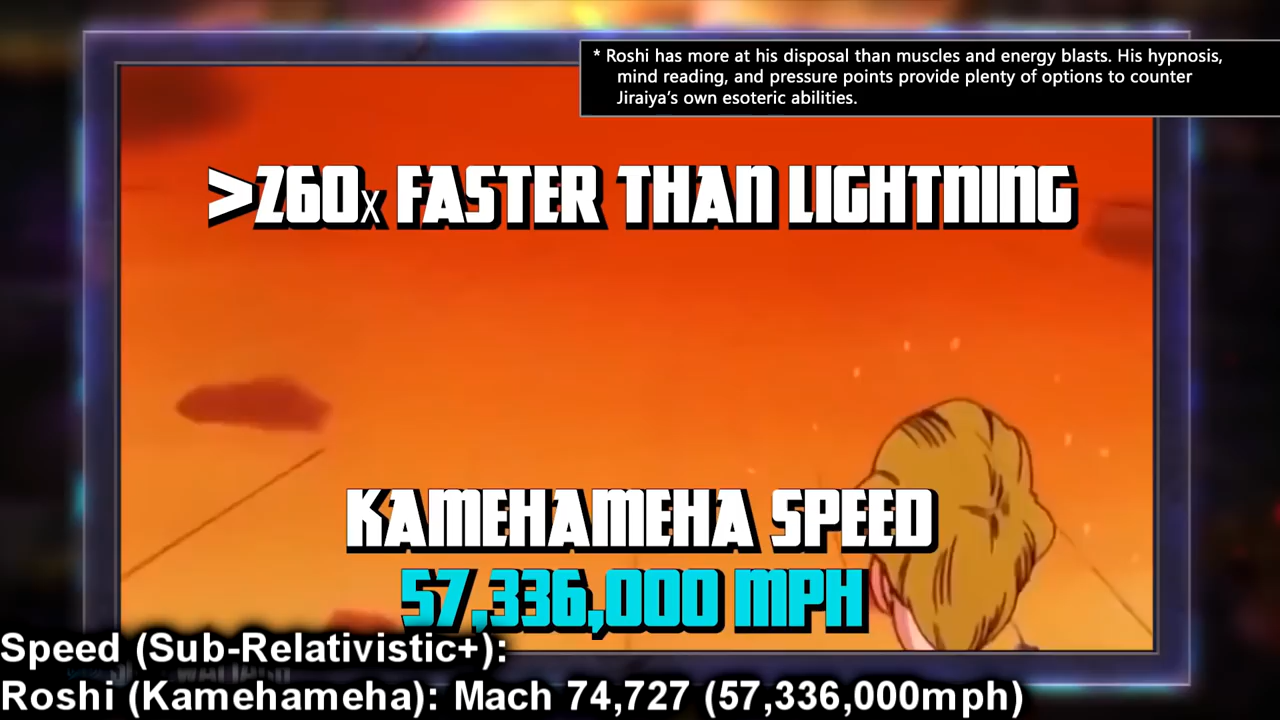 * Roshi has more at his disposal than muscles and energy blasts. His hypnosis,
mind reading, and pressure points provide plenty of options to counter
Jiraiya's own esoteric abilities.
>260x FASTER THAN LIGHTNING
KAMEHAMEHA SPEED
57,336,000 MPH
Speed (Sub-Relativistic+):
Roshi (Kamehameha): Mach 74,727 (57,336,000mph)